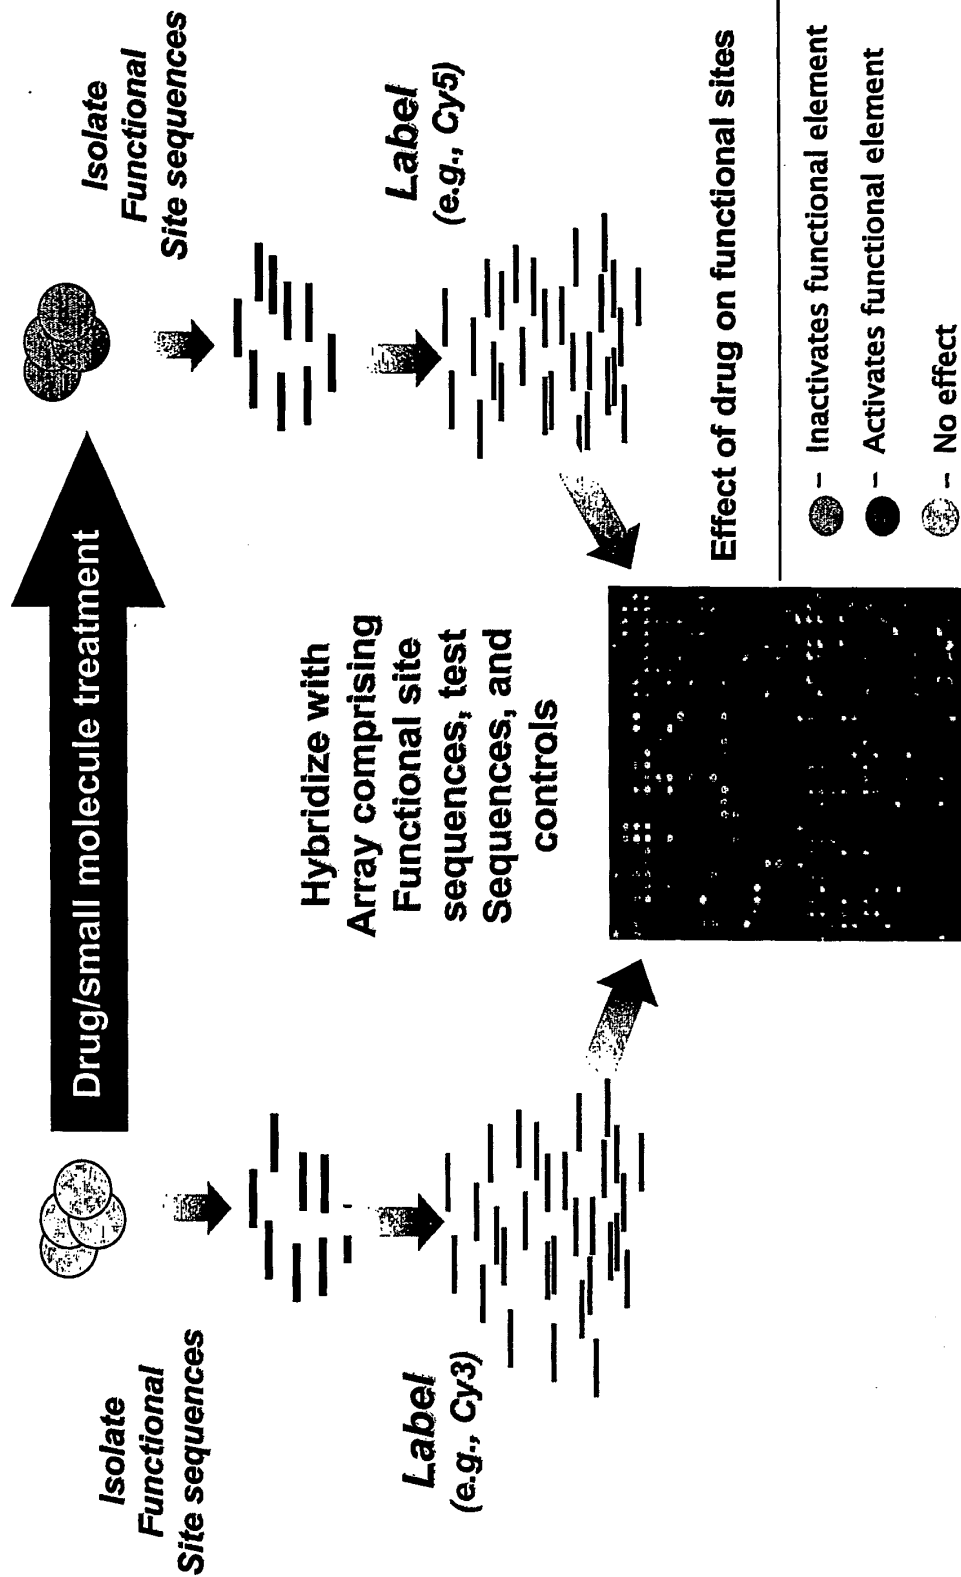 Drug/small molecule treatment
Isolate
Functional
Site sequences
Isolate
Functional
Site sequences
Label
(e.g., Cy3)
Label
(e.g., Cy5)
Hybridize with
Array comprising
Functional site
sequences, test
Sequences, and
controls
Effect of drug on functional sites
– Inactivates functional element
– Activates functional element
– No effect